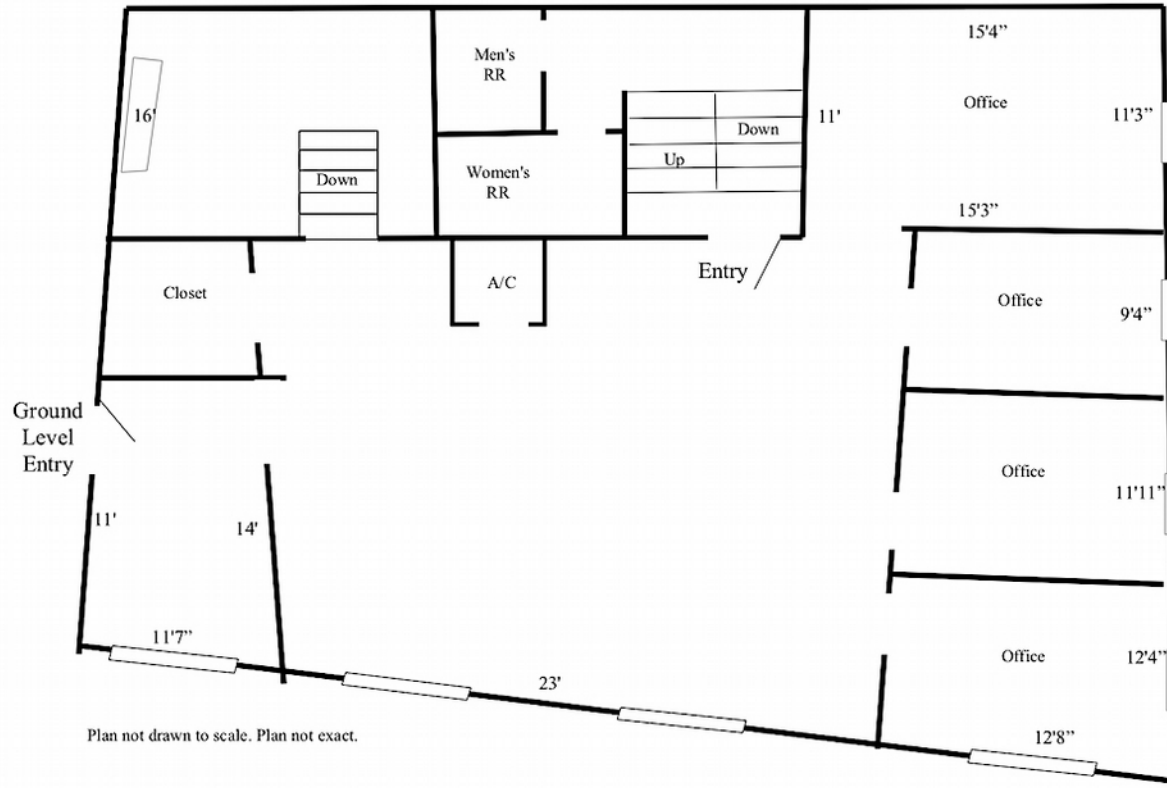 15'4”
Men's
RR
16'
Office
11'
11'3”
Down
Up
Down
Women's
RR
15'3”
Entry
A/C
Closet
Office
9'4”
Ground
Level
Entry
Office
11'11”
11'
14'
11'7”
Office
12'4”
23'
Plan not drawn to scale. Plan not exact.
12'8”